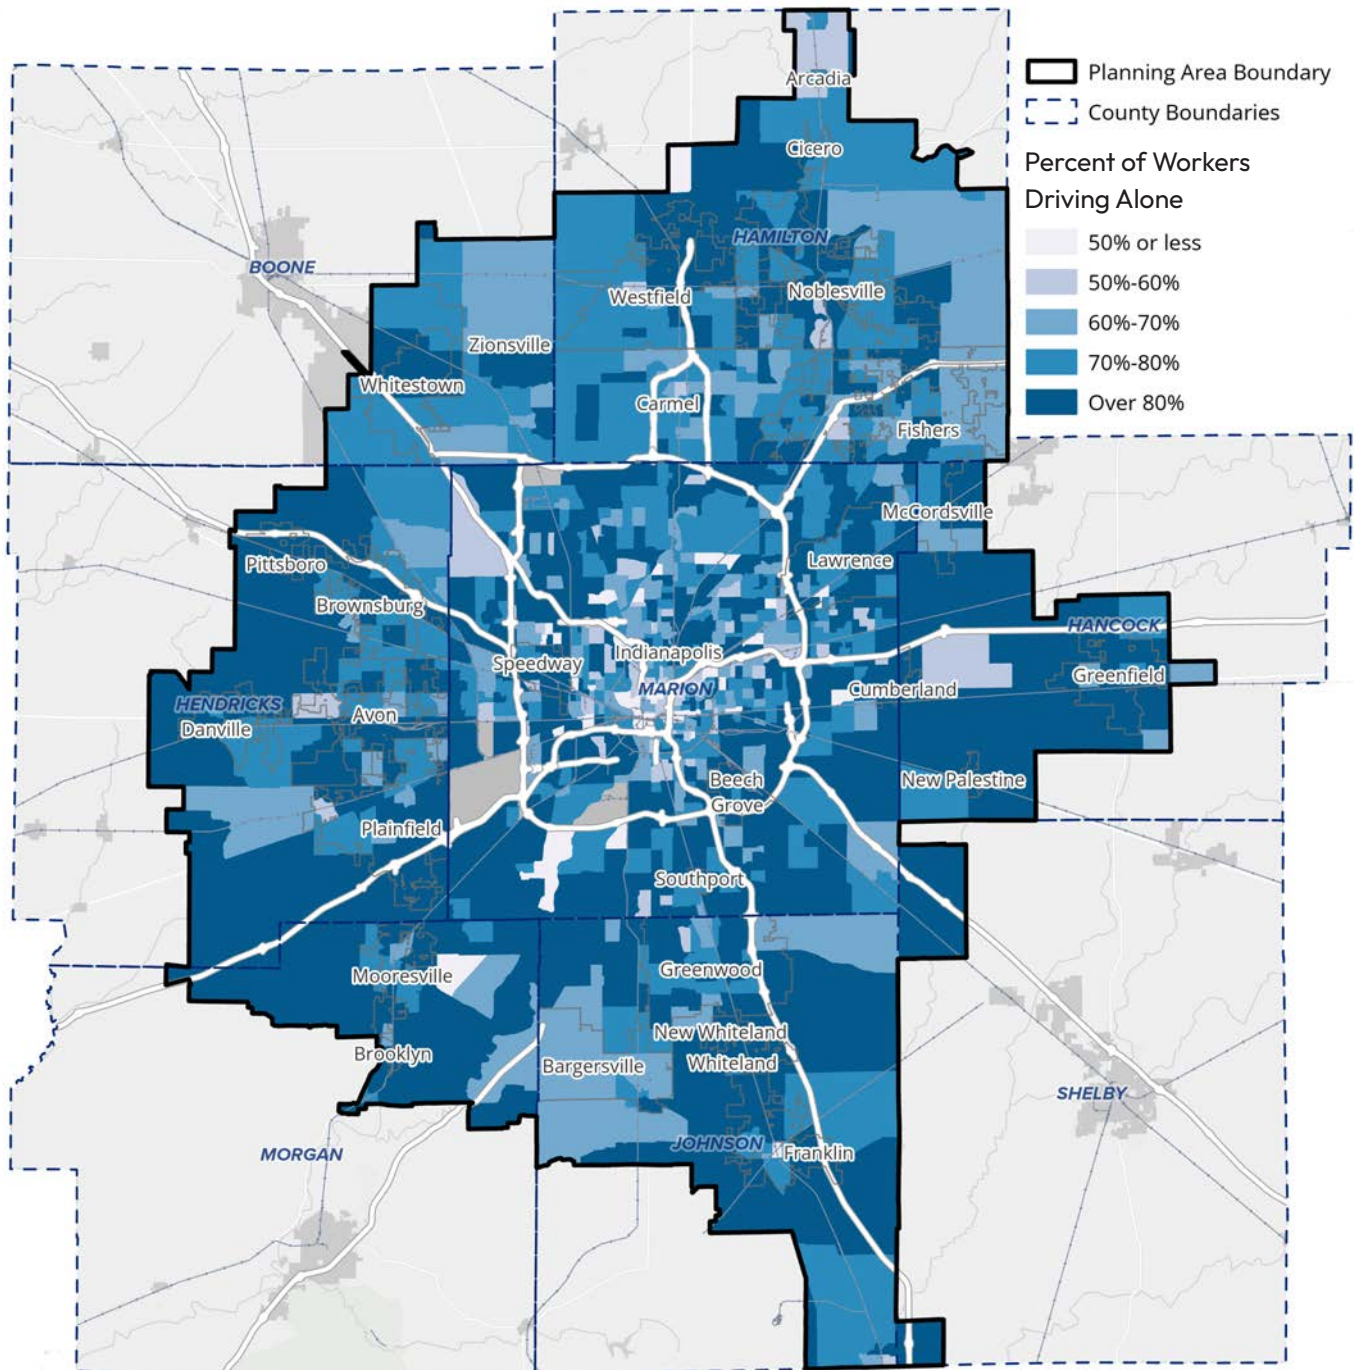 Planning Area Boundary
County Boundaries
Percent of Workers
Driving Alone
50% or less
50%-60%
60%-70%
70%-80%
Over 80%
Arcadia
Cicero
HAMILTON
BOONE
Westfield
Noblesville
Zionsville
Whitestown
Carmel
Fishers
McCordsville
Pittsboro
Lawrence
Brownsburg
HANCOCK
Indianapolis
Speedway
MARION
Cumberland
Greenfield
HENDRICKS
Danville
Avon
Beech
Grove
New Palestine
Plainfield
Southport
Mooresville
Greenwood
New Whiteland
Whiteland
Brooklyn
Bargersville
SHELBY
MORGAN
JOHNSON
Franklin